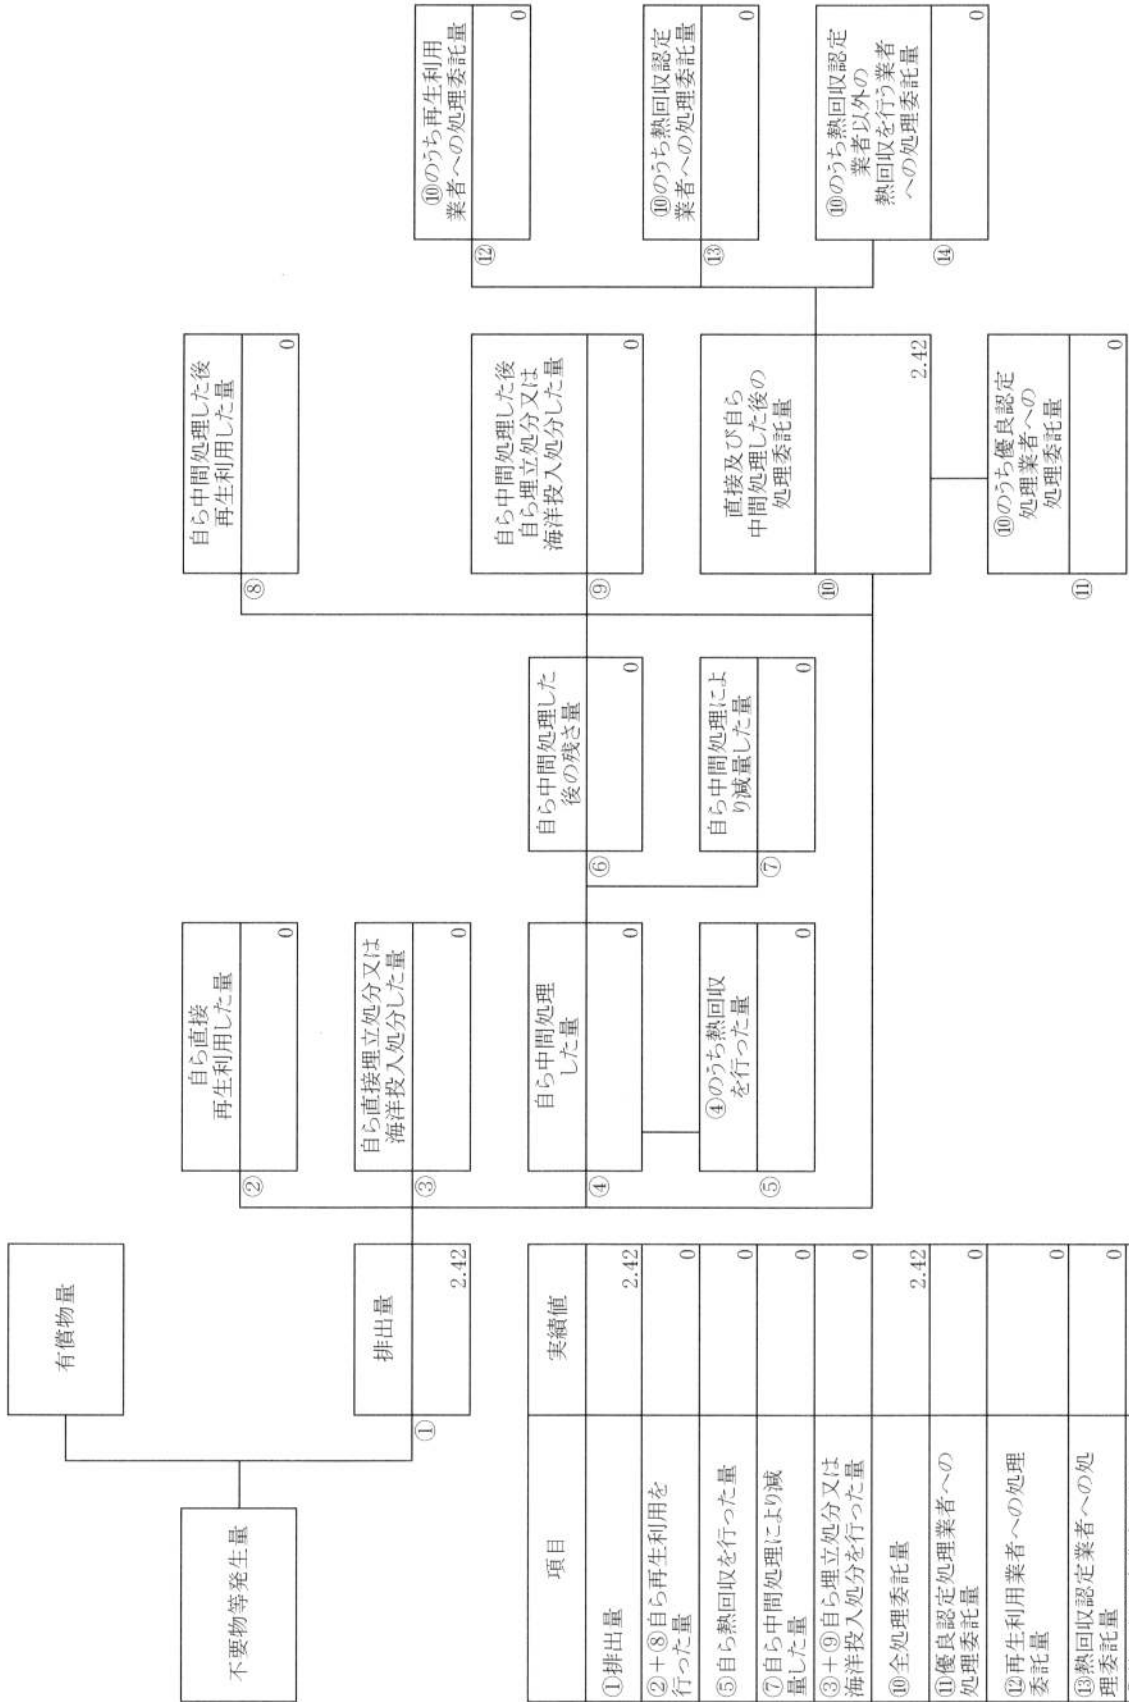 不要物等発生量
有償物量
①
排出量
2.42
②
自ら直接
再生利用した量
0
③
自ら直接埋立処分又は
海洋投入処分した量
0
④
自ら中間処理
した量
0
⑤
④のうち熱回収
を行った量
0
⑥
自ら中間処理した
後の残さ量
0
⑦
自ら中間処理によ
り減量した量
0
⑧
自ら中間処理した後
再生利用した量
0
⑨
自ら中間処理した後
自ら埋立処分又は
海洋投入処分した量
0
⑩
直接及び自ら
中間処理した後の
処理委託量
2.42
⑪
⑩のうち優良認定
処理業者への
処理委託量
0
⑫
⑩のうち再生利用
業者への処理委託量
0
⑬
⑩のうち熱回収認定
業者への処理委託量
0
⑭
⑩のうち熱回収認定
業者以外の
熱回収を行う業者
への処理委託量
0
項目 実績値
①排出量 2.42
②+⑧自ら再生利用を
行った量 0
⑤自ら熱回収を行った量 0
⑦自ら中間処理により減
量した量 0
③+⑨自ら埋立処分又は
海洋投入処分を行った量 0
⑩全処理委託量 2.42
⑪優良認定処理業者への
処理委託量 0
⑫再生利用業者への処理
委託量 0
⑬熱回収認定業者への処
理委託量 0